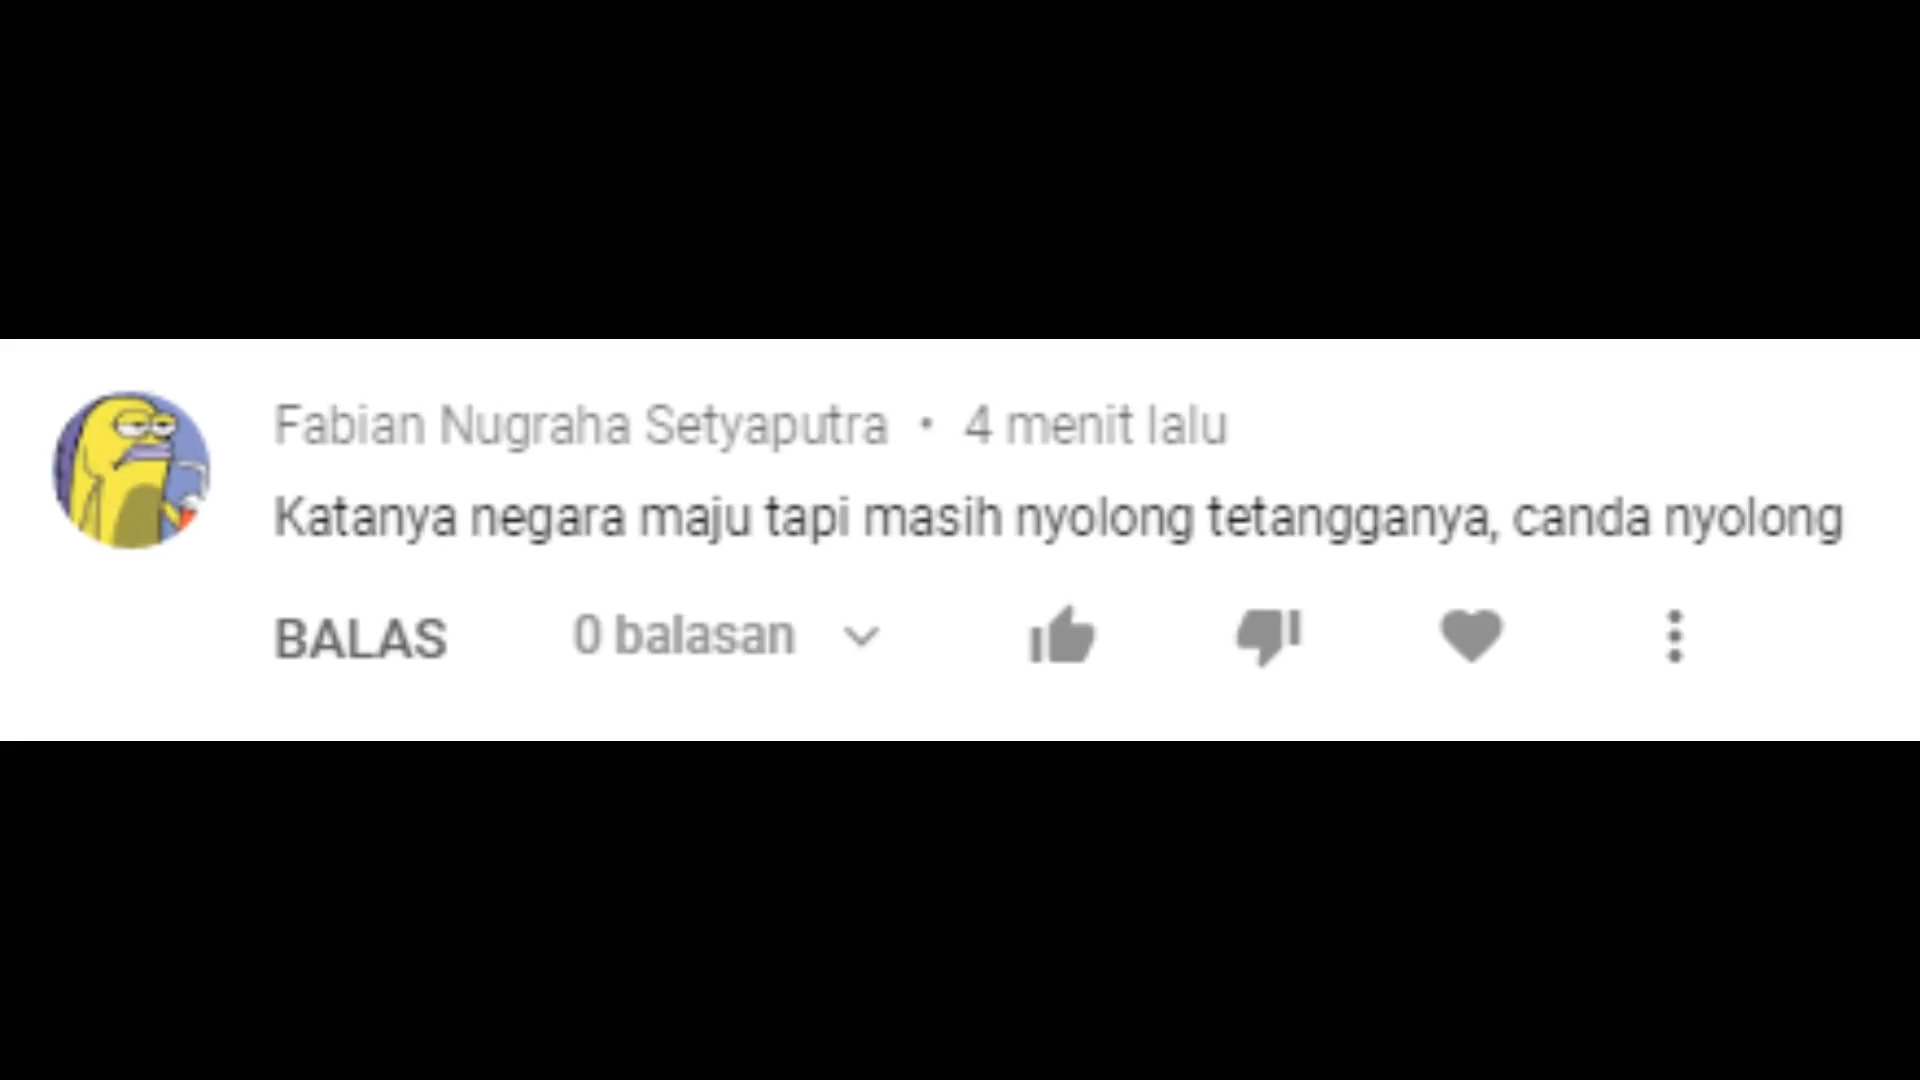 Fabian Nugraha Setyaputra • 4 menit lalu
Katanya negara maju tapi masih nyolong tetangganya, canda nyolong
BALAS 0 balasan